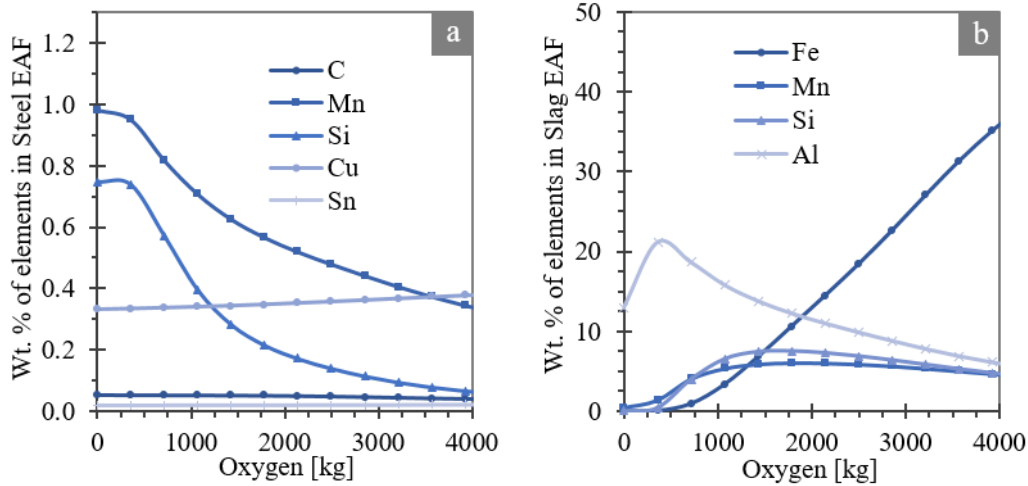 a
Wt. % of elements in Steel EAF
1.2
1.0
0.8
0.6
0.4
0.2
0.0
C
Mn
Si
Cu
Sn
0
1000
2000
3000
4000
Oxygen [kg]
b
Wt. % of elements in Slag EAF
50
40
30
20
10
0
Fe
Mn
Si
Al
0
1000
2000
3000
4000
Oxygen [kg]